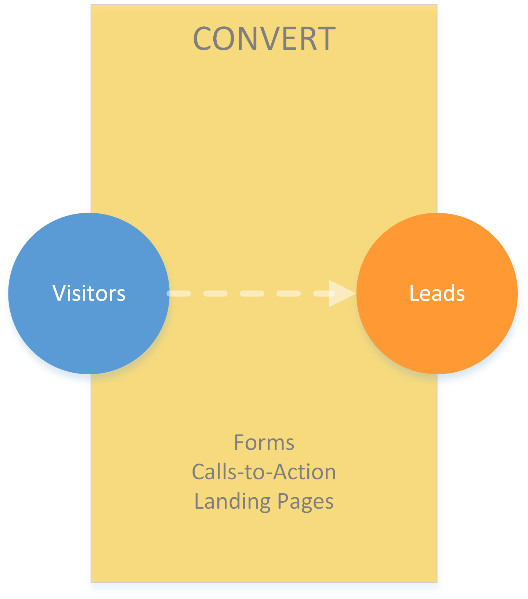 CONVERT
Visitors
Leads
Forms
Calls-to-Action
Landing Pages